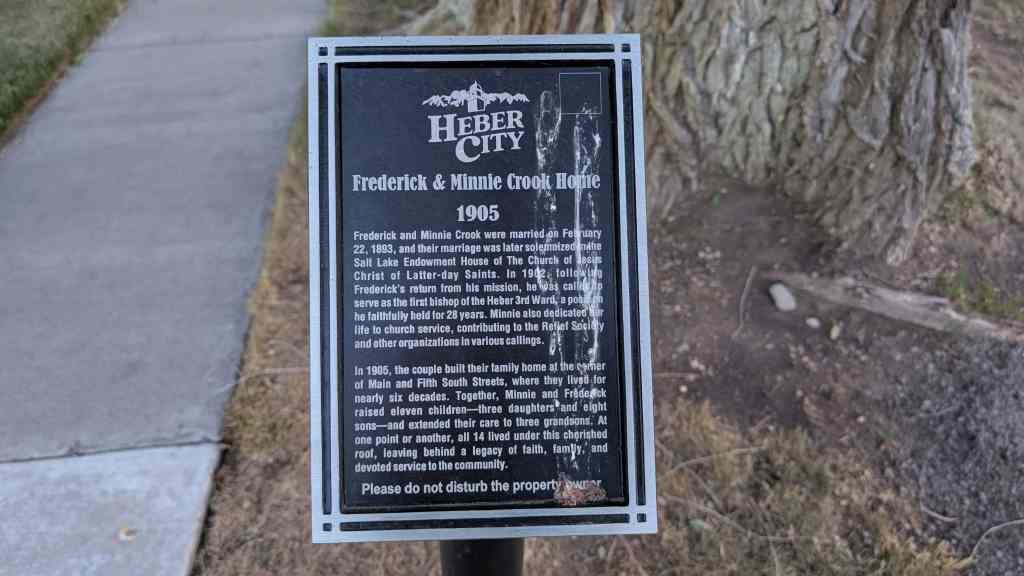 HEBER
CITY
Frederick & Minnie Crook Home
1905
Frederick and Minnie Crook were married on February
22, 1893, and their marriage was later solemnized in the
Salt Lake Endowment House of The Church of Jesus
Christ of Latter-day Saints. In 1902, following
Frederick's return from his mission, he was called to
serve as the first bishop of the Heber 3rd Ward, a position
he faithfully held for 28 years. Minnie also dedicated her
life to church service, contributing to the Relief Society
and other organizations in various callings.
In 1905, the couple built their family home at the corner
of Main and Fifth South Streets, where they lived for
nearly six decades. Together, Minnie and Frederick
raised eleven children—three daughters and eight
sons—and extended their care to three grandsons. At
one point or another, all 14 lived under this cherished
roof, leaving behind a legacy of faith, family, and
devoted service to the community.
Please do not disturb the property owner